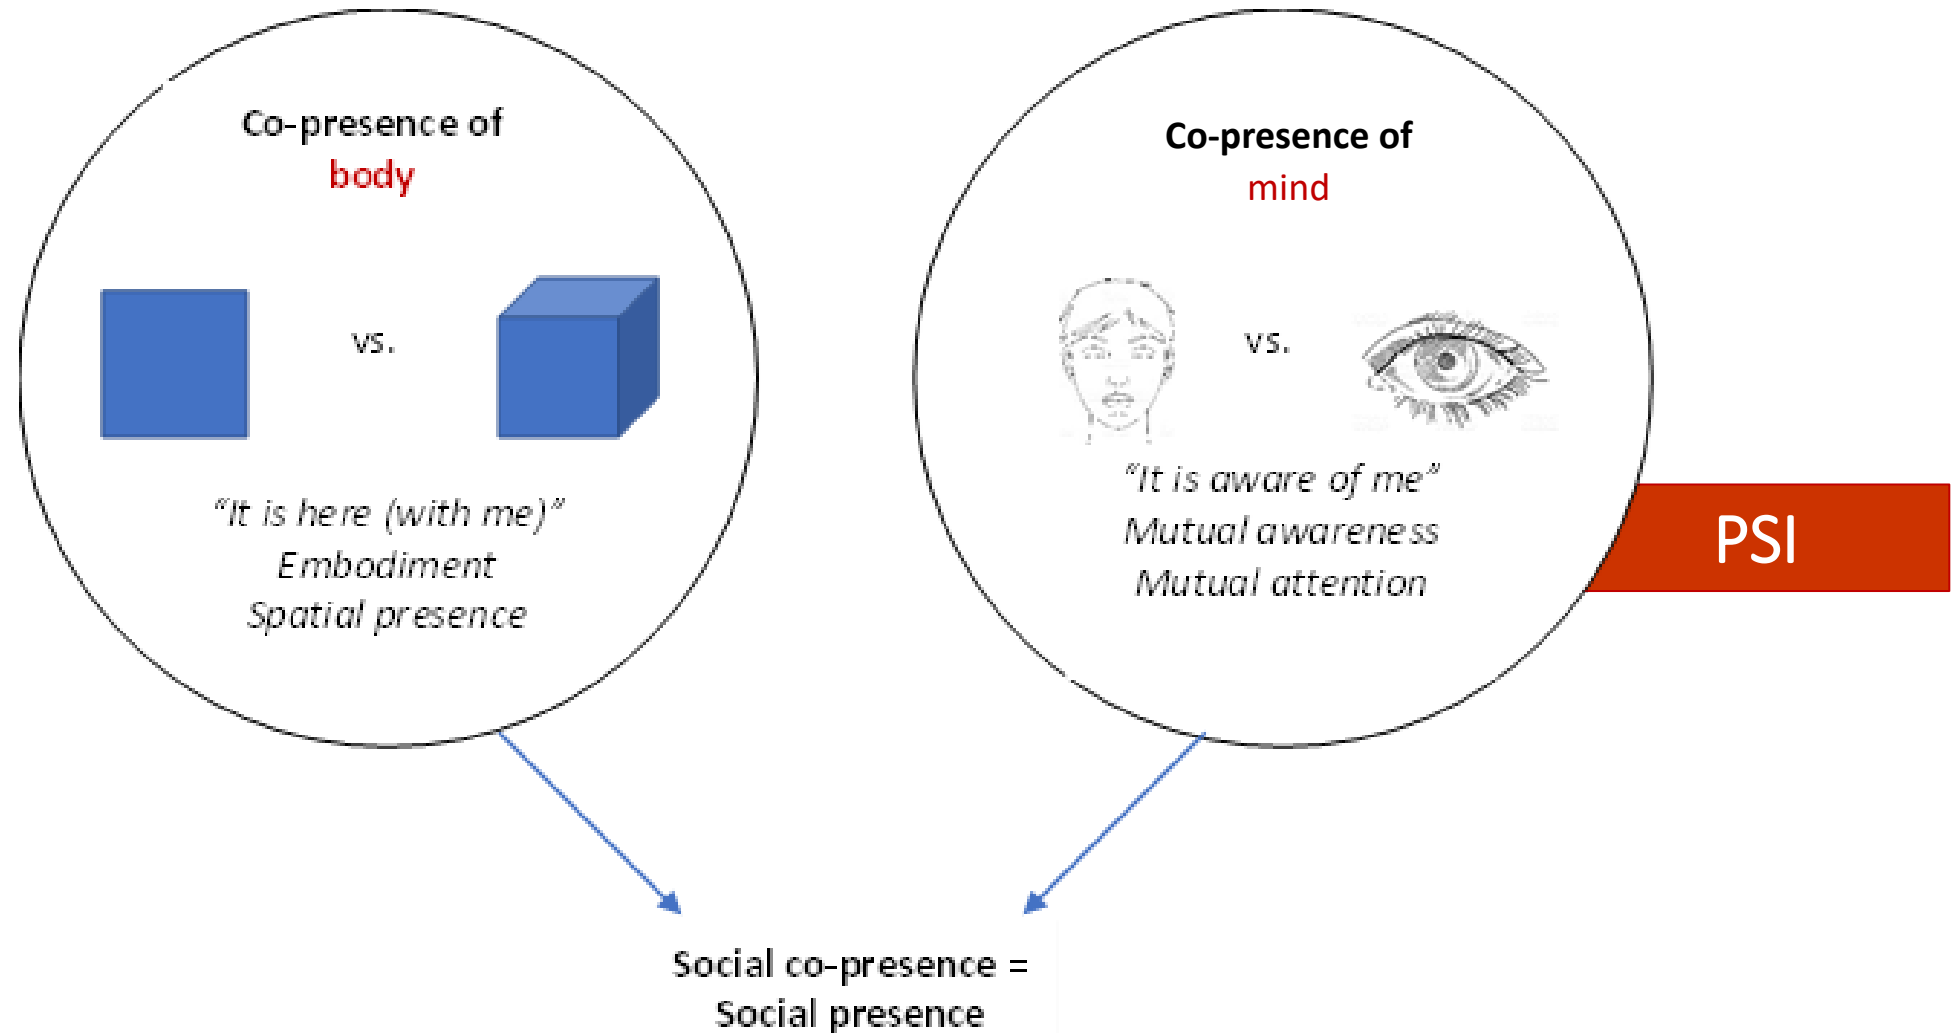 Co-presence of
body
vs.
"It is here (with me)"
Embodiment
Spatial presence
Co-presence of
mind
vs.
"It is aware of me"
Mutual awareness
Mutual attention
PSI
Social co-presence =
Social presence